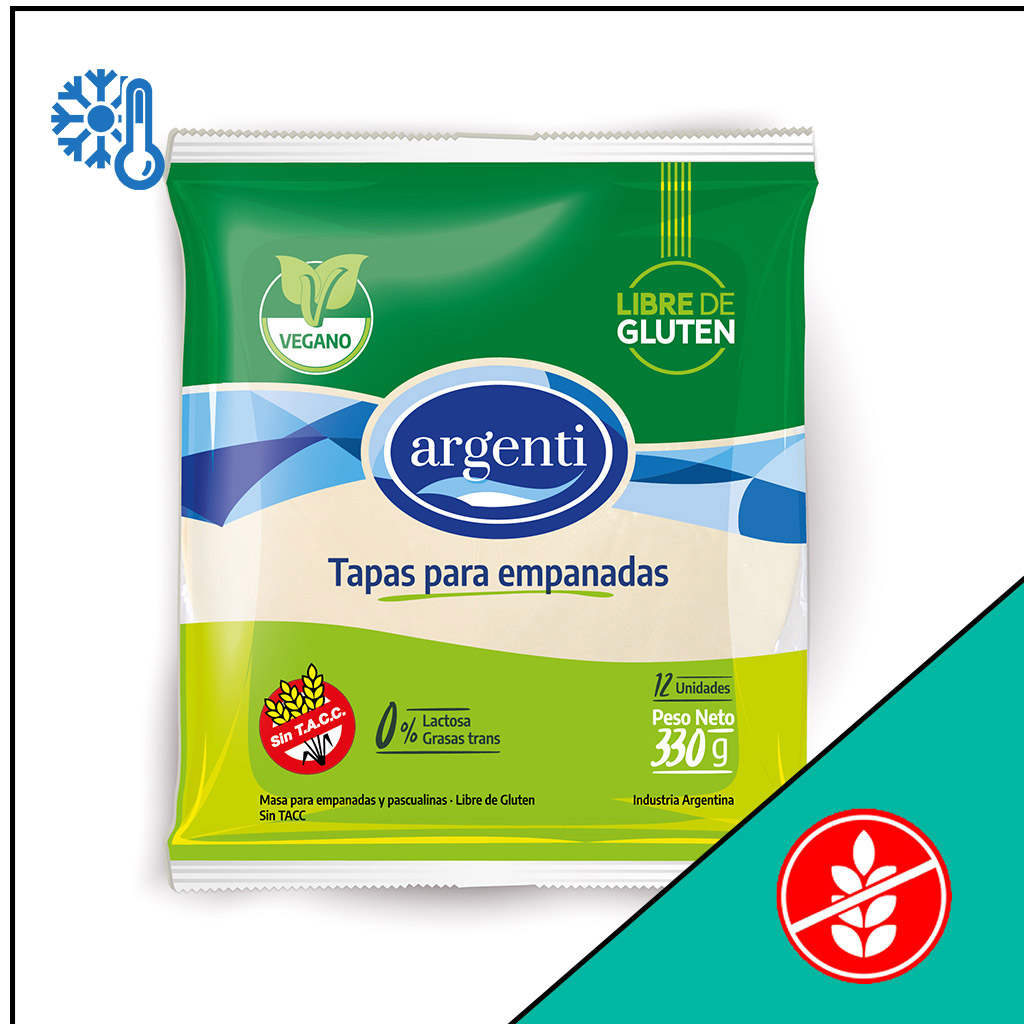 VEGANO
LIBRE DE
GLUTEN
argenti
Tapas para empanadas
Sin T.A.C.C.
0% Lactosa
Grasas trans
12 Unidades
Peso Neto
330 g
Masa para empanadas y pascualinas · Libre de Gluten
Sin TACC
Industria Argentina